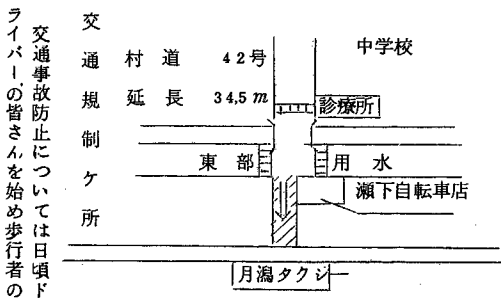 交通規制ケ所
村道 42号
延長 34,5m
中学校
診療所
東部
用水
瀬下自転車店
月潟タクシー
交通事故防止については日頃ド
ライバーの皆さんを始め歩行者の